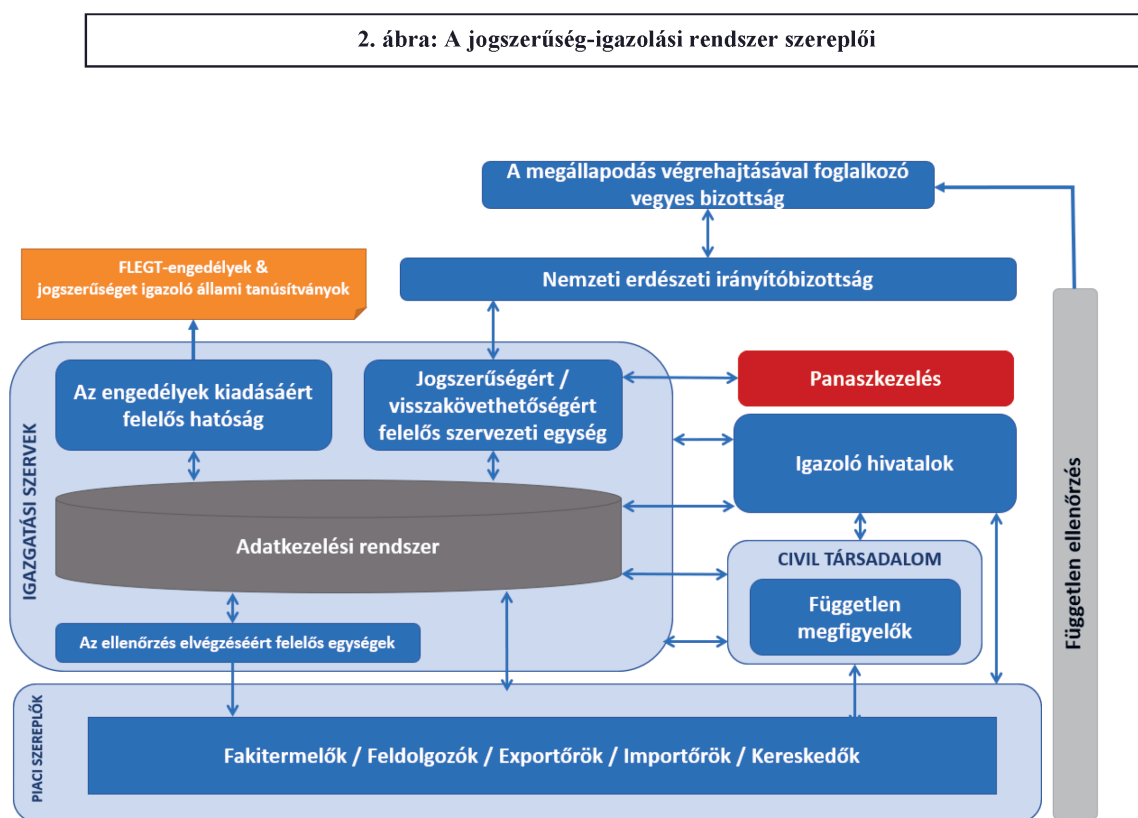 2. ábra: A jogszerűség-igazolási rendszer szereplői
A megállapodás végrehajtásával foglalkozó
vegyes bizottság
FLEGT-engedélyek &
jogszerűséget igazoló állami tanúsítványok
Nemzeti erdészeti irányítóbizottság
IGAZGATÁSI SZERVEK
Az engedélyek kiadásáért
felelős hatóság
Jogszerűségért /
visszakövethetőségért
felelős szervezeti egység
Panaszkezelés
Igazoló hivatalok
Adatkezelési rendszer
CIVIL TÁRSADALOM
Független
megfigyelők
Az ellenőrzés elvégzéséért felelős egységek
Független ellenőrzés
PIACI SZEREPLŐK
Fakitermelők / Feldolgozók / Exportőrök / Importőrök / Kereskedők